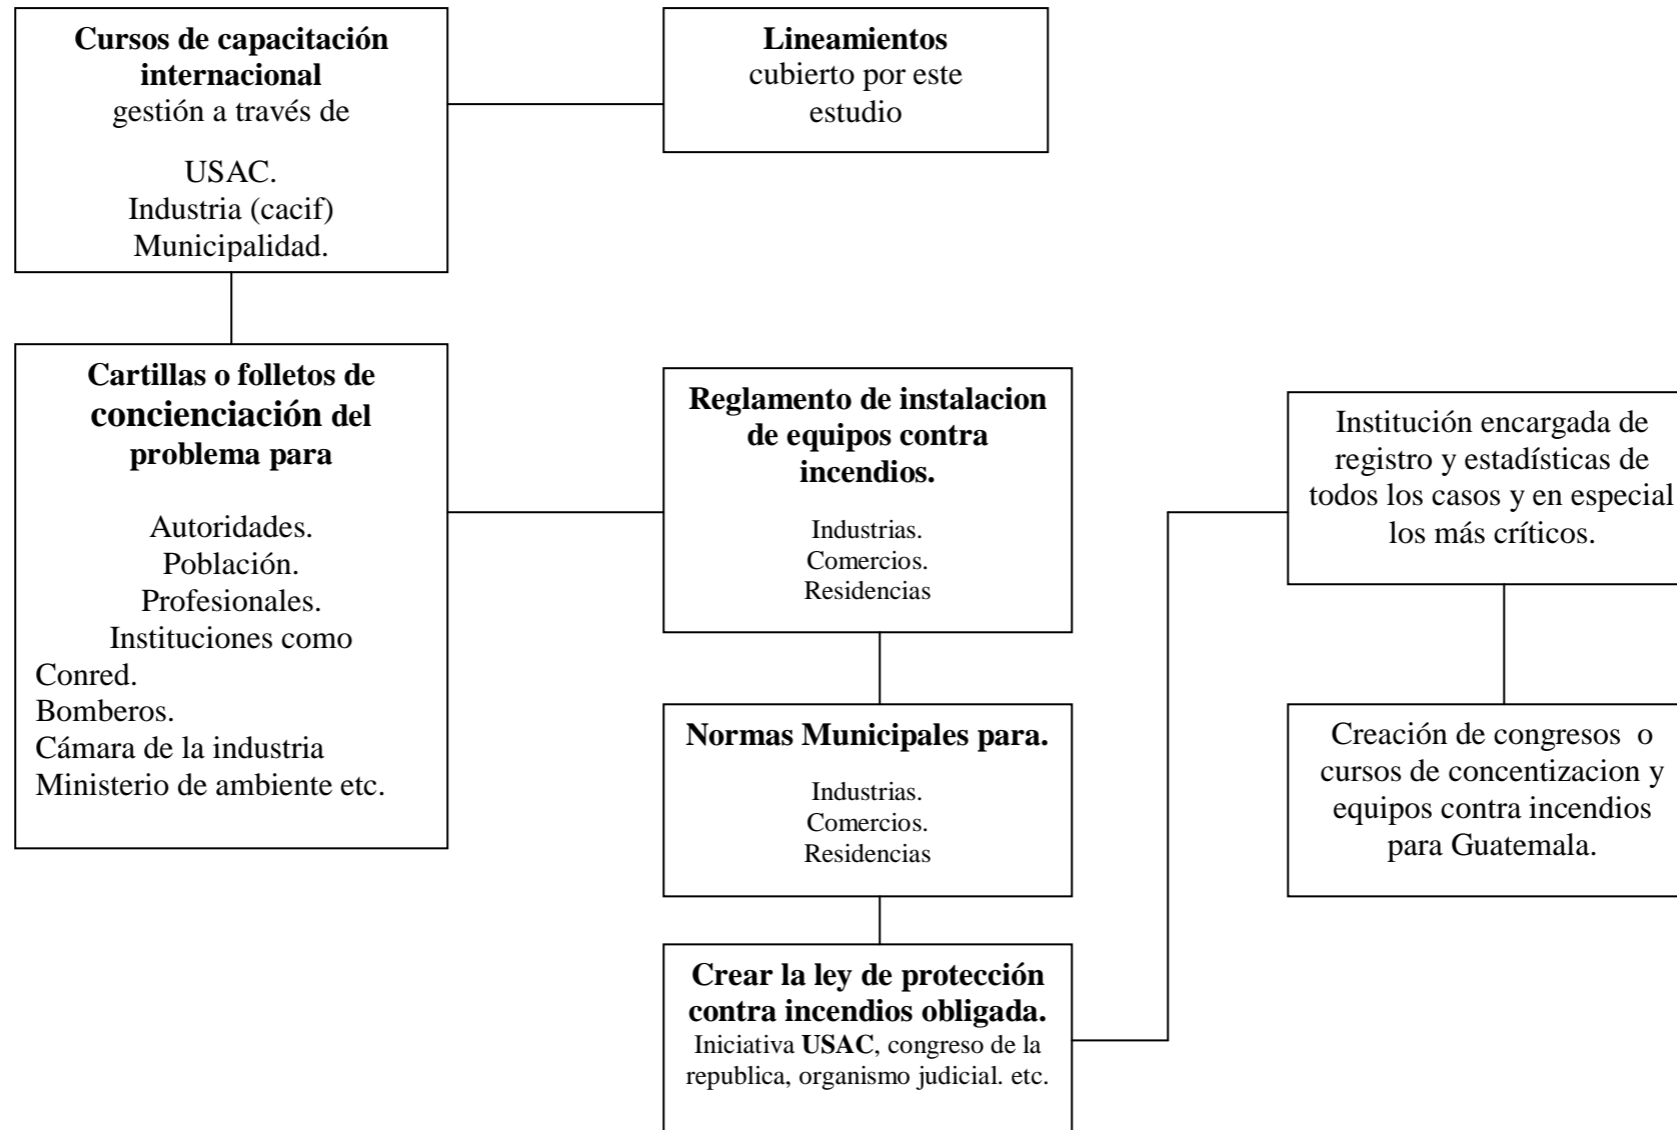 Cursos de capacitación
internacional
gestión a través de
USAC.
Industria (cacif)
Municipalidad.
Lineamientos
cubierto por este
estudio
Cartillas o folletos de
concienciación del
problema para
Autoridades.
Población.
Profesionales.
Instituciones como
Conred.
Bomberos.
Cámara de la industria
Ministerio de ambiente etc.
Reglamento de instalacion
de equipos contra
incendios.
Industrias.
Comercios.
Residencias
Normas Municipales para.
Industrias.
Comercios.
Residencias
Crear la ley de protección
contra incendios obligada.
Iniciativa USAC, congreso de la
republica, organismo judicial. etc.
Institución encargada de
registro y estadísticas de
todos los casos y en especial
los más críticos.
Creación de congresos o
cursos de concentizacion y
equipos contra incendios
para Guatemala.